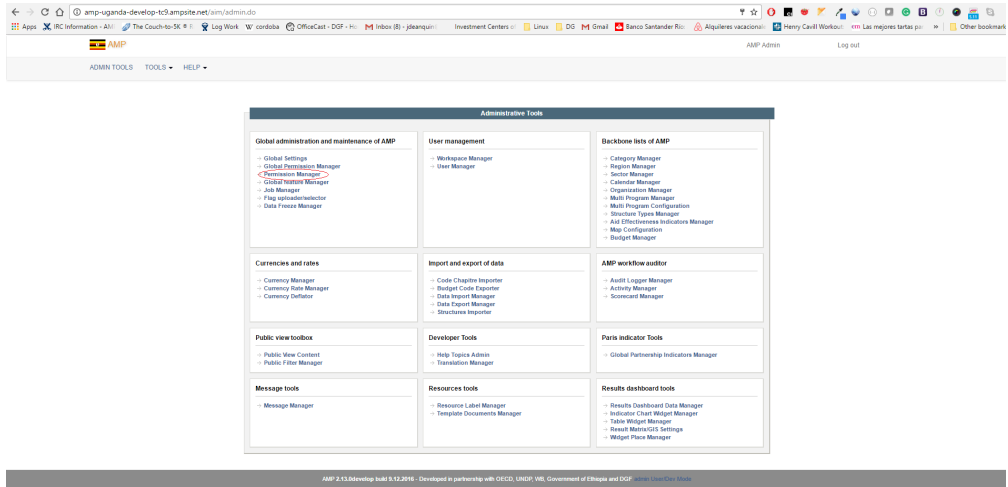 amp-uganda-develop-tc9.ampsite.net/aim/admin.do
Apps
The Couch-to-5K ® R
Log Work
W cordoba
OfficeCast - DGF - Ho
Inbox (8) - jdeanquin
Investment Centers of
Linux
DG
Gmail
Banco Santander Rio
Alquileres vacacionale
Henry Cavill Workout
Las mejores tartas pa
Other bookmark
AMP
AMP Admin
Log out
ADMIN TOOLS TOOLS HELP
Administrative Tools
Global administration and maintenance of AMP
Global Settings
Global Permission Manager
Permission Manager
Global feature Manager
Job Manager
Flag uploader/selector
Data Freeze Manager
User management
Workspace Manager
User Manager
Backbone lists of AMP
Category Manager
Region Manager
Sector Manager
Calendar Manager
Organization Manager
Multi Program Manager
Multi Program Configuration
Structure Types Manager
Aid Effectiveness Indicators Manager
Map Configuration
Budget Manager
Currencies and rates
Currency Manager
Currency Rate Manager
Currency Deflator
Import and export of data
Code Chapitre Importer
Budget Code Exporter
Data Import Manager
Data Export Manager
Structures Importer
AMP workflow auditor
Audit Logger Manager
Activity Manager
Scorecard Manager
Public view toolbox
Public View Content
Public Filter Manager
Developer Tools
Help Topics Admin
Translation Manager
Paris indicator Tools
Global Partnership Indicators Manager
Message tools
Message Manager
Resources tools
Resource Label Manager
Template Documents Manager
Results dashboard tools
Results Dashboard Data Manager
Indicator Chart Widget Manager
Table Widget Manager
Result Matrix/GIS Settings
Widget Place Manager
AMP 2.13.0develop build 9.12.2016 - Developed in partnership with OECD, UNDP, WB, Government of Ethiopia and DGF admin User/Dev Mode